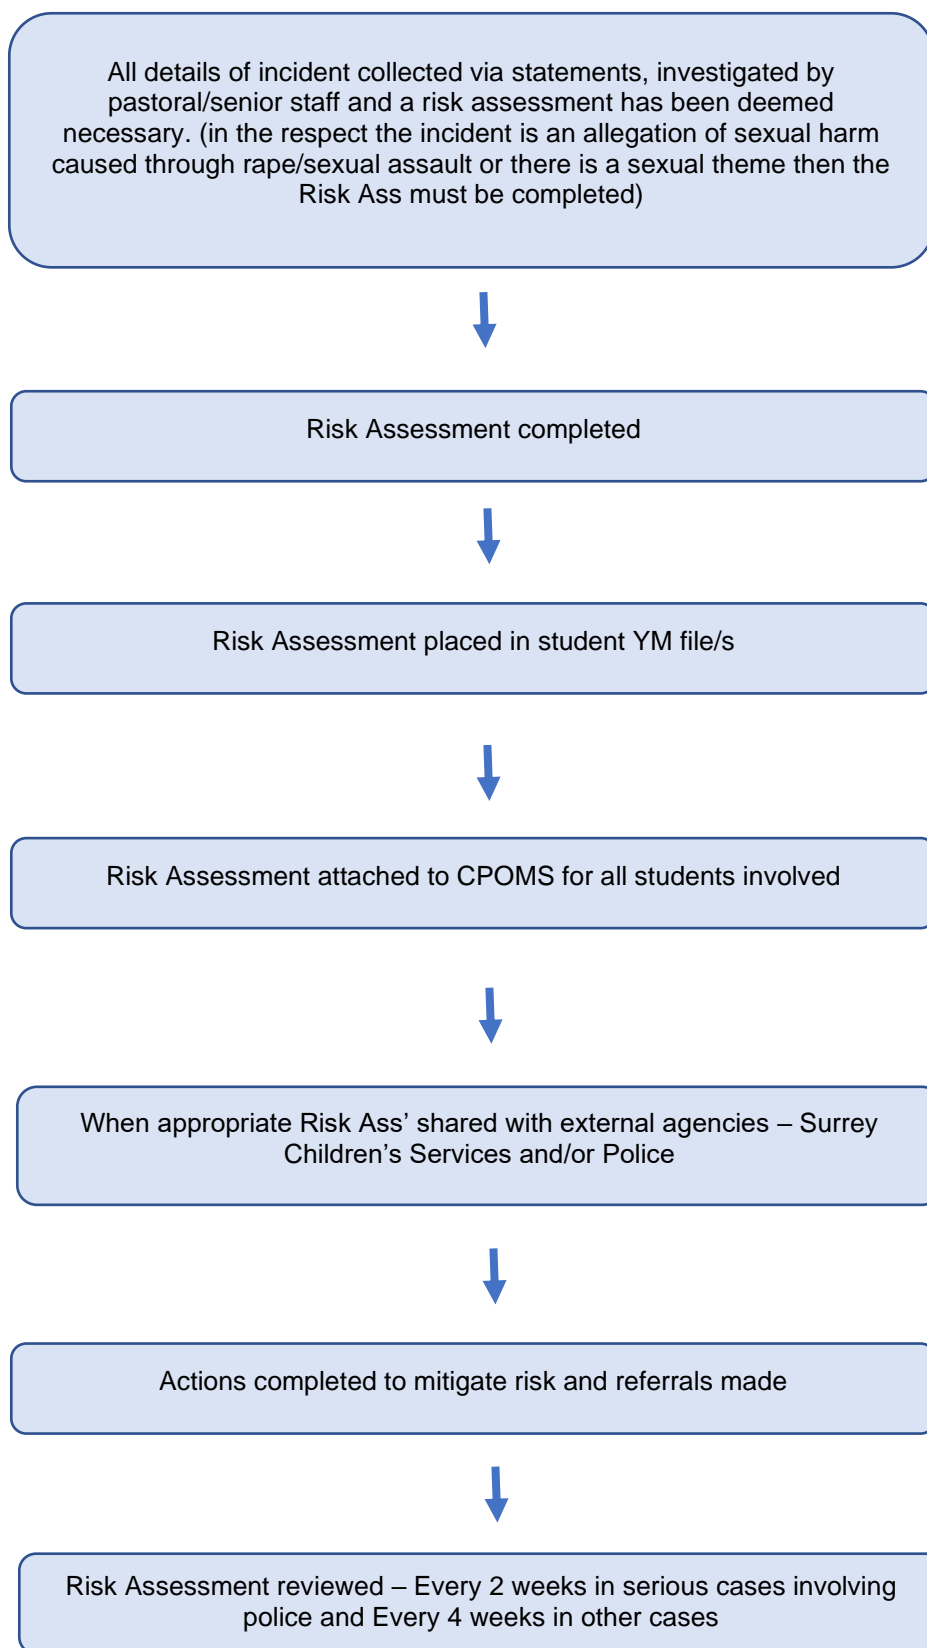 All details of incident collected via statements, investigated by
pastoral/senior staff and a risk assessment has been deemed
necessary. (in the respect the incident is an allegation of sexual harm
caused through rape/sexual assault or there is a sexual theme then the
Risk Ass must be completed)
Risk Assessment completed
Risk Assessment placed in student YM file/s
Risk Assessment attached to CPOMS for all students involved
When appropriate Risk Ass’ shared with external agencies – Surrey
Children’s Services and/or Police
Actions completed to mitigate risk and referrals made
Risk Assessment reviewed – Every 2 weeks in serious cases involving
police and Every 4 weeks in other cases